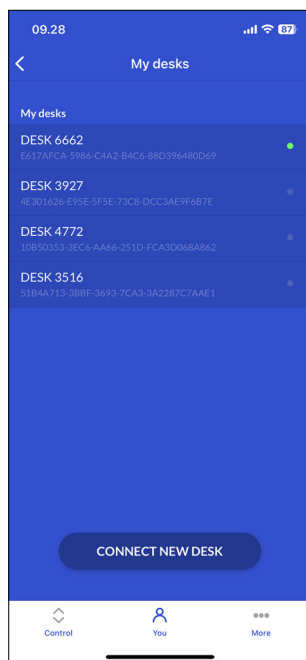 09.28
87
My desks
My desks
DESK 6662
E617AFCA-5986-C4A2-B4C6-88D396480D69
DESK 3927
4E301626-E95E-5F5E-73C8-DCC3AE9F6B7E
DESK 4772
10B50353-3EC6-AA66-251D-FCA3D068A862
DESK 3516
51B4A713-3BBF-3693-7CA3-3A2287C7AAE1
CONNECT NEW DESK
Control
You
More